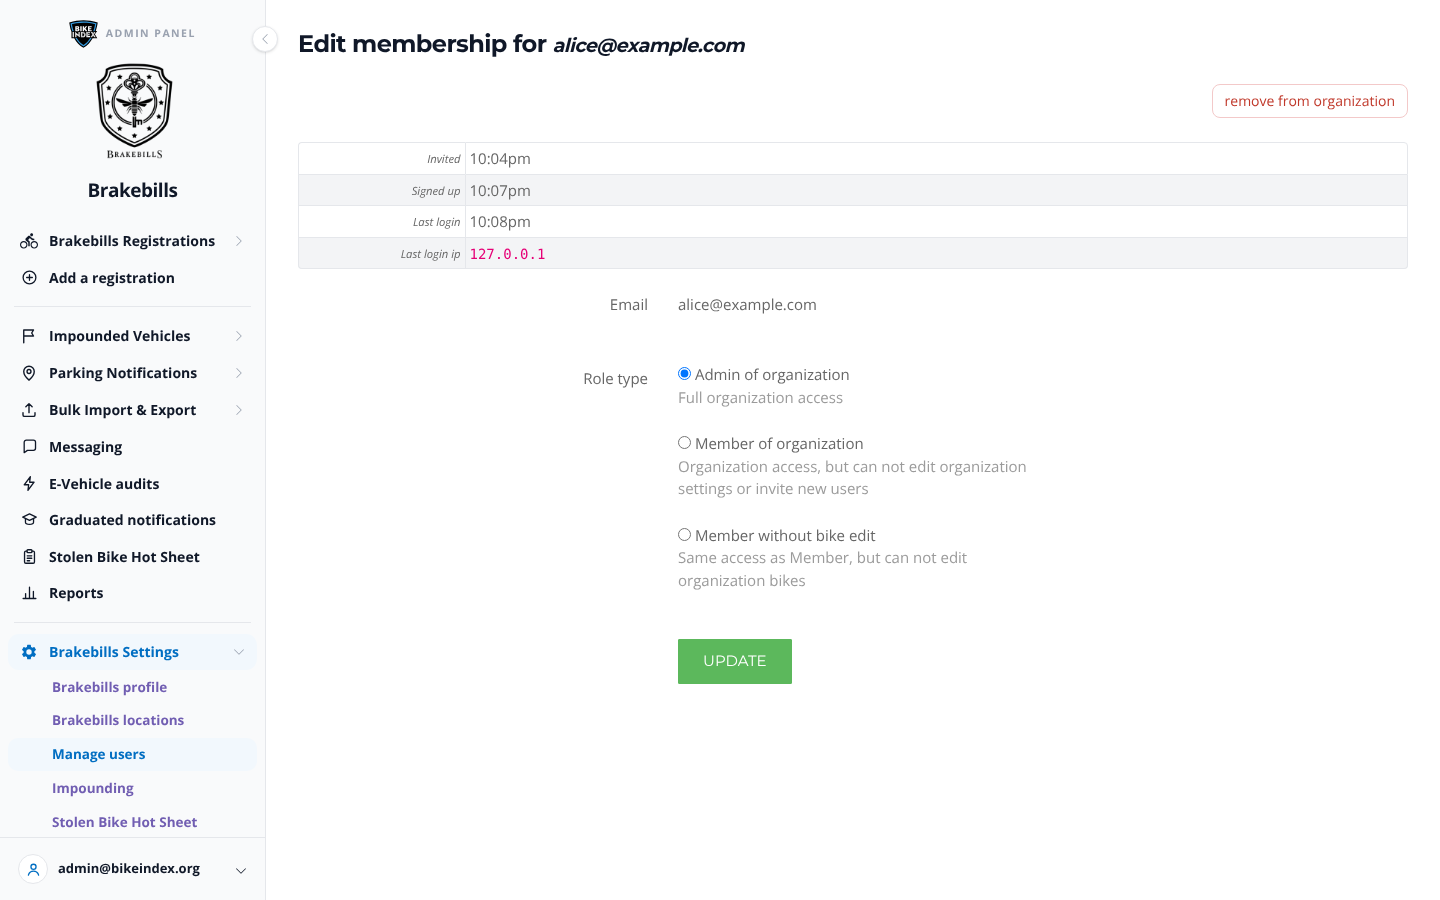 BIKE INDEX
ADMIN PANEL
BRAKEBILLS
Brakebills
Brakebills Registrations
Add a registration
Impounded Vehicles
Parking Notifications
Bulk Import & Export
Messaging
E-Vehicle audits
Graduated notifications
Stolen Bike Hot Sheet
Reports
Brakebills Settings
Brakebills profile
Brakebills locations
Manage users
Impounding
Stolen Bike Hot Sheet
admin@bikeindex.org
Edit membership for alice@example.com
remove from organization
Invited 10:04pm
Signed up 10:07pm
Last login 10:08pm
Last login ip 127.0.0.1
Email alice@example.com
Role type
Admin of organization
Full organization access
Member of organization
Organization access, but can not edit organization
settings or invite new users
Member without bike edit
Same access as Member, but can not edit
organization bikes
UPDATE